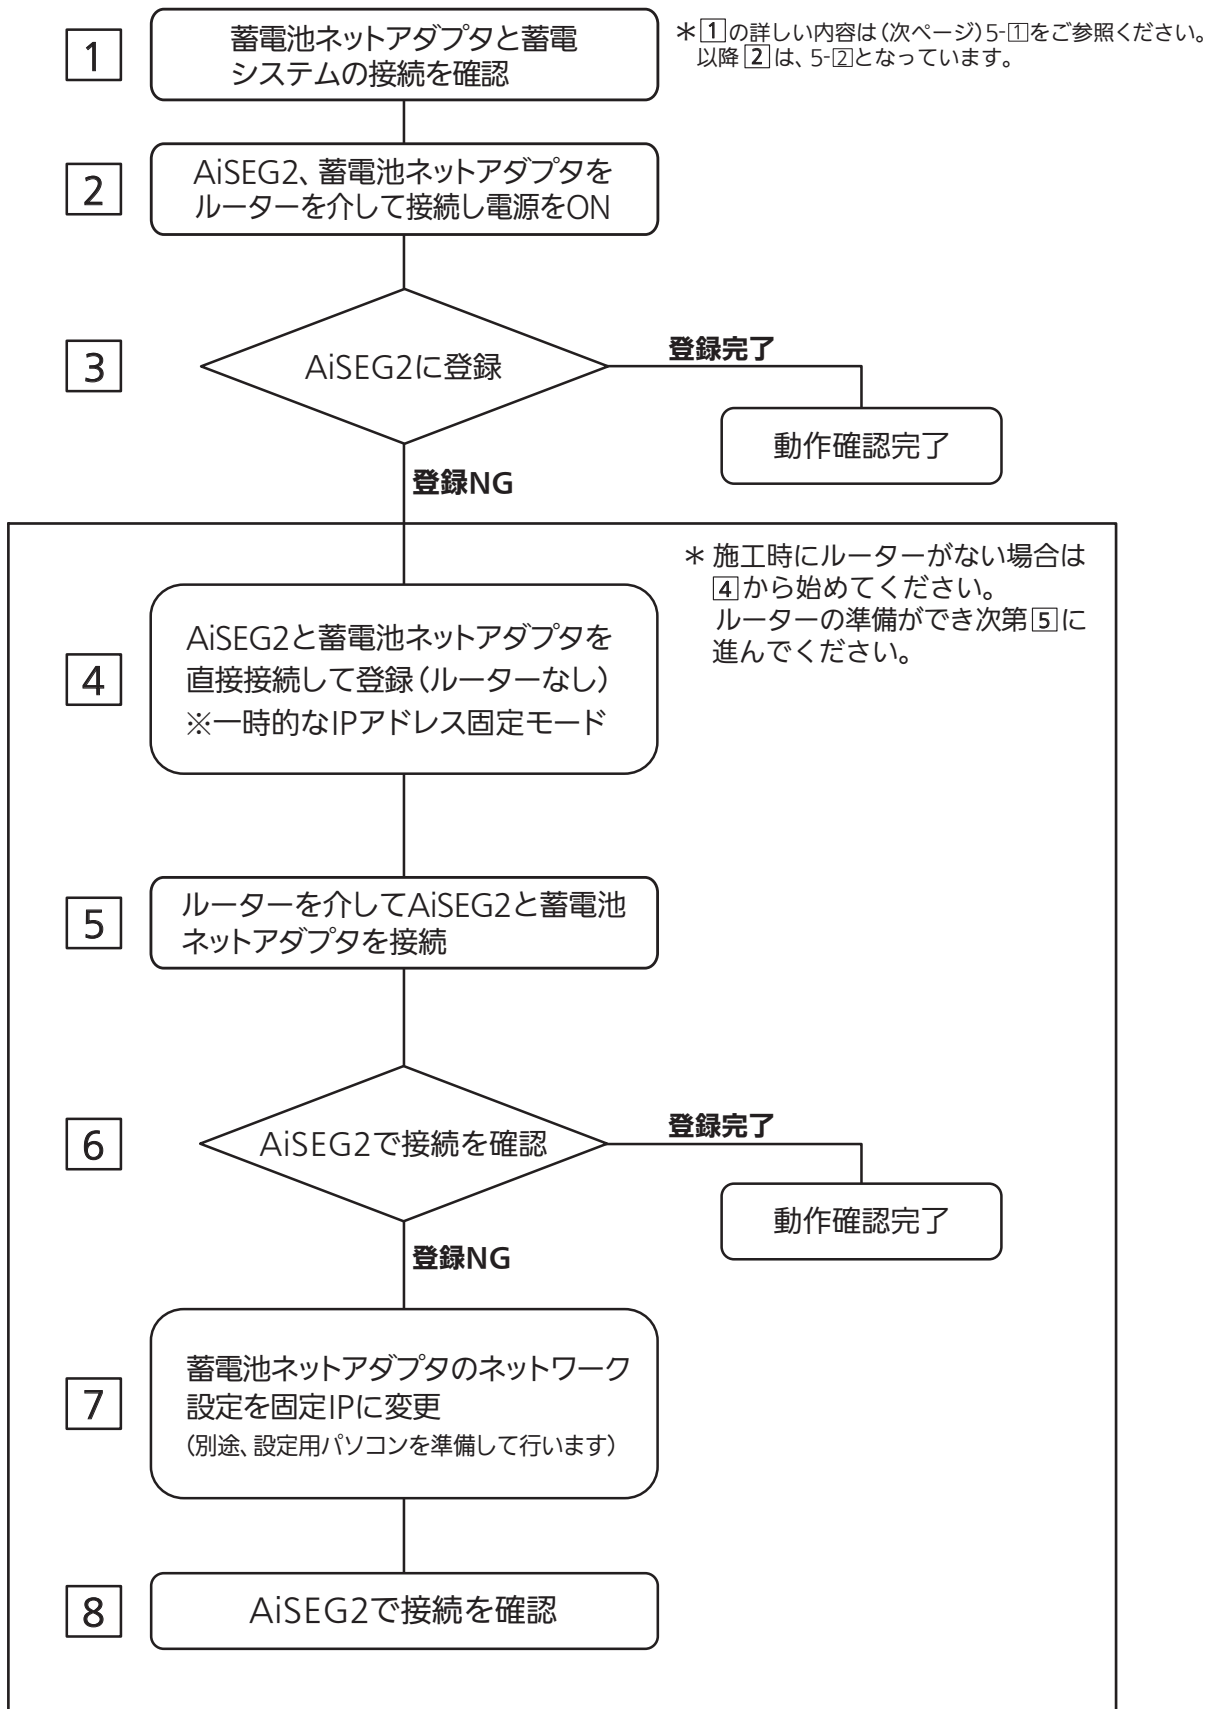 1
蓄電池ネットアダプタと蓄電
システムの接続を確認
＊1の詳しい内容は（次ページ）5-1をご参照ください。
以降2は、5-2となっています。
2
AiSEG2、蓄電池ネットアダプタを
ルーターを介して接続し電源をON
3
AiSEG2に登録
登録完了
動作確認完了
登録NG
＊ 施工時にルーターがない場合は
4から始めてください。
ルーターの準備ができ次第5に
進んでください。
4
AiSEG2と蓄電池ネットアダプタを
直接接続して登録（ルーターなし）
※一時的なIPアドレス固定モード
5
ルーターを介してAiSEG2と蓄電池
ネットアダプタを接続
6
AiSEG2で接続を確認
登録完了
動作確認完了
登録NG
7
蓄電池ネットアダプタのネットワーク
設定を固定IPに変更
（別途、設定用パソコンを準備して行います）
8
AiSEG2で接続を確認